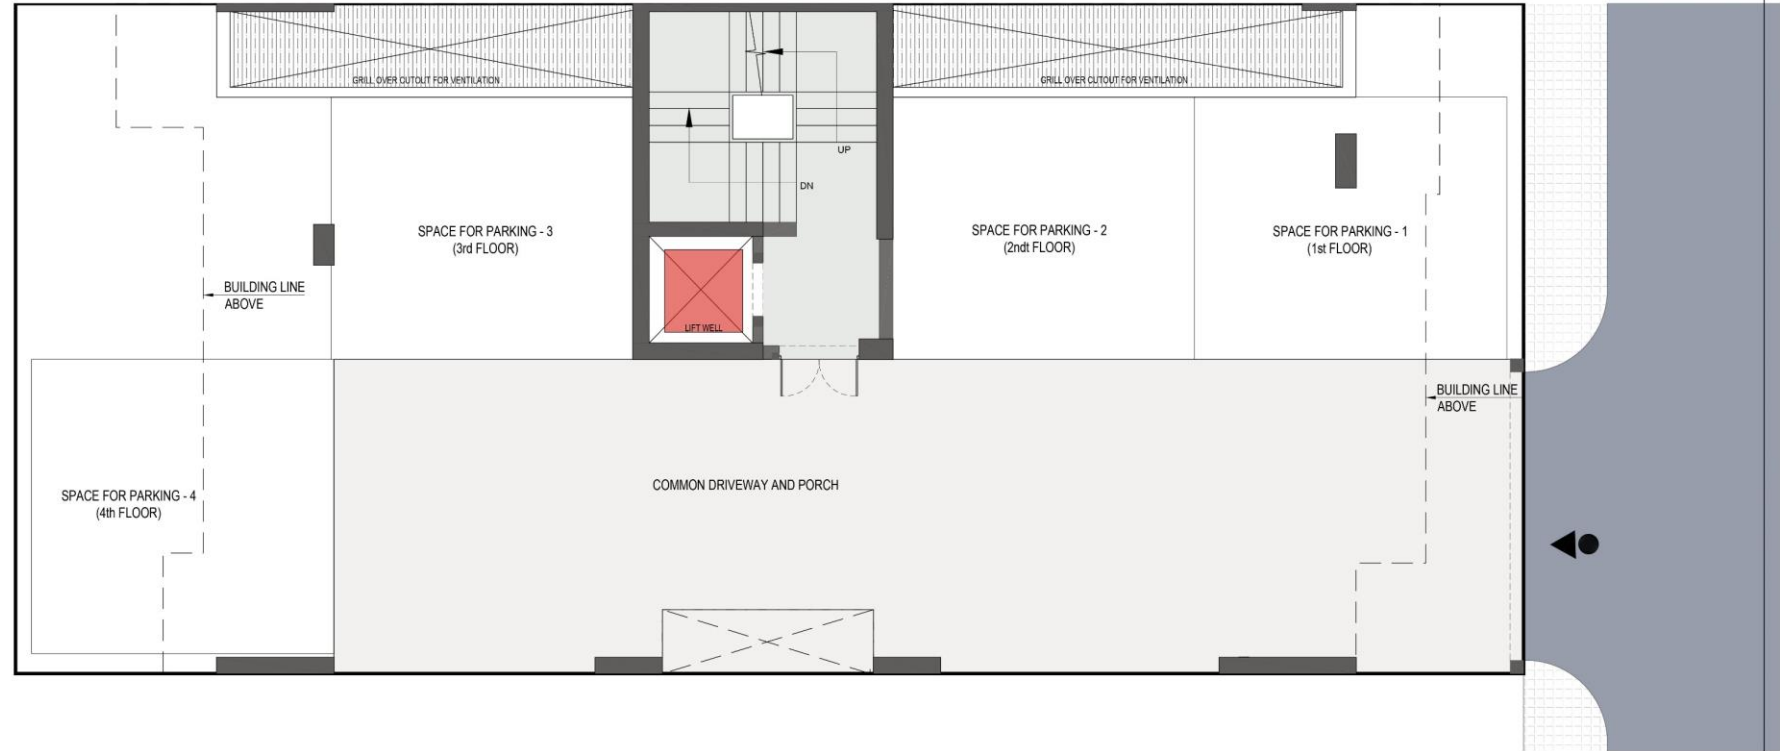 GRILL OVER CUTOUT FOR VENTILATION
GRILL OVER CUTOUT FOR VENTILATION
UP
DN
SPACE FOR PARKING - 3
(3rd FLOOR)
SPACE FOR PARKING - 2
(2ndt FLOOR)
SPACE FOR PARKING - 1
(1st FLOOR)
BUILDING LINE
ABOVE
LIFT WELL
BUILDING LINE
ABOVE
SPACE FOR PARKING - 4
(4th FLOOR)
COMMON DRIVEWAY AND PORCH